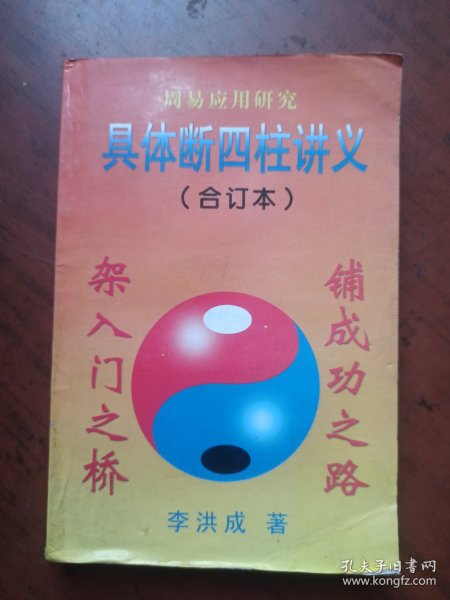 周易应用研究
具体断四柱讲义
（合订本）
架入门之桥
铺成功之路
李洪成 著
孔夫子旧书网
www.kongfz.com